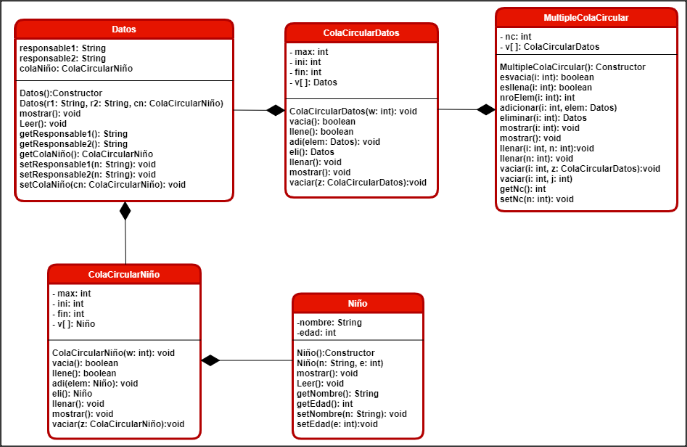 Datos
responsable1: String
responsable2: String
colaNiño: ColaCircularNiño
Datos():Constructor
Datos(r1: String, r2: String, cn: ColaCircularNiño)
mostrar(): void
Leer(): void
getResponsable1(): String
getResponsable2(): String
getColaNiño(): ColaCircularNiño
setResponsable1(n: String): void
setResponsable2(n: String): void
setColaNiño(cn: ColaCircularNiño): void
ColaCircularDatos
- max: int
- ini: int
- fin: int
- v[ ]: Datos
ColaCircularDatos(w: int): void
vacia(): boolean
llene(): boolean
adi(elem: Datos): void
eli(): Datos
llenar(): void
mostrar(): void
vaciar(z: ColaCircularDatos):void
MultipleColaCircular
- nc: int
- v[ ]: ColaCircularDatos
MultipleColaCircular(): Constructor
esvacia(i: int): boolean
esllena(i: int): boolean
nroElem(i: int): int
adicionar(i: int, elem: Datos)
eliminar(i: int): Datos
mostrar(i: int): void
mostrar(): void
llenar(i: int, n: int):void
llenar(n: int): void
vaciar(i: int, z: ColaCircularDatos):void
vaciar(i: int, j: int)
getNc(): int
setNc(n: int): void
ColaCircularNiño
- max: int
- ini: int
- fin: int
- v[ ]: Niño
ColaCircularNiño(w: int): void
vacia(): boolean
llene(): boolean
adi(elem: Niño): void
eli(): Niño
llenar(): void
mostrar(): void
vaciar(z: ColaCircularNiño):void
Niño
-nombre: String
-edad: int
Niño():Constructor
Niño(n: String, e: int)
mostrar(): void
Leer(): void
getNombre(): String
getEdad(): int
setNombre(n: String): void
setEdad(e: int):void